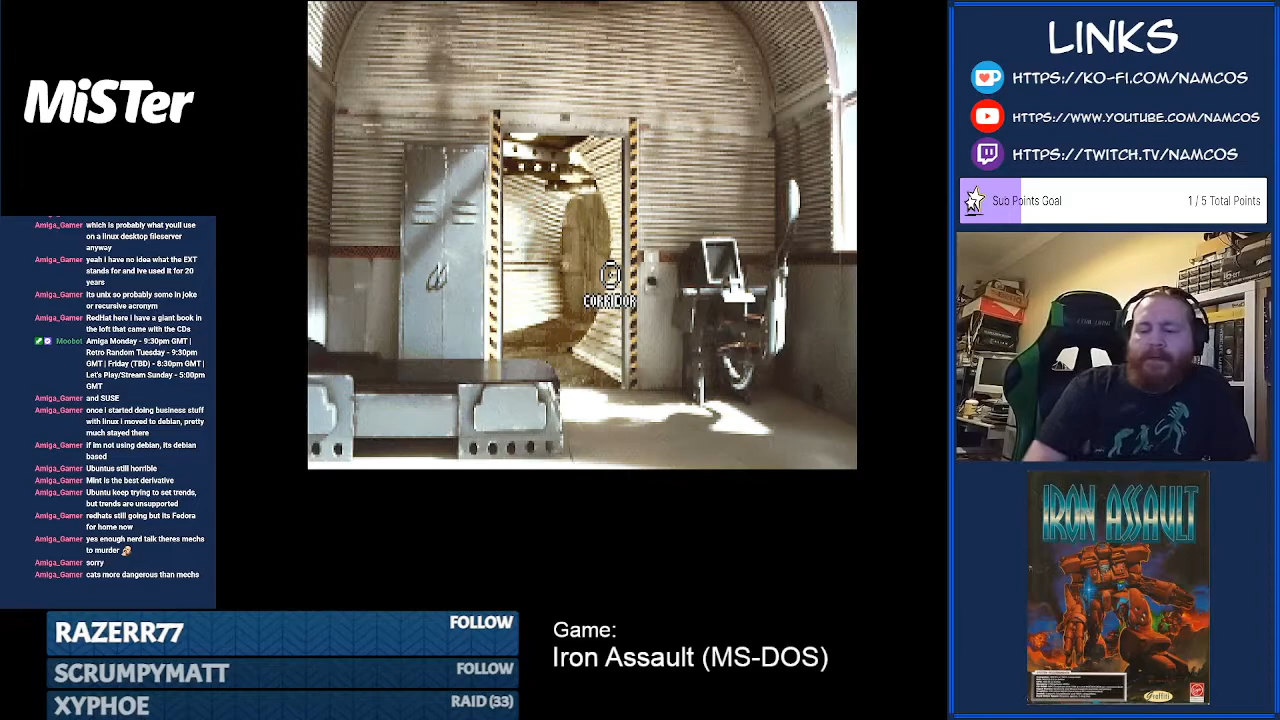 MiSTer
Amiga_Gamer which is probably what youll use
on a linux desktop fileserver
anyway
Amiga_Gamer yeah i have no idea what the EXT
stands for and ive used it for 20
years
Amiga_Gamer its unix so probably some in joke
or recursive acronym
Amiga_Gamer RedHat here i have a giant book in
the loft that came with the CDs
Moobot Amiga Monday - 9:30pm GMT |
Retro Random Tuesday - 9:30pm
GMT | Friday (TBD) - 8:30pm GMT |
Let's Play/Stream Sunday - 5:00pm
GMT
Amiga_Gamer and SUSE
Amiga_Gamer once i started doing business stuff
with linux i moved to debian, pretty
much stayed there
Amiga_Gamer if im not using debian, its debian
based
Amiga_Gamer Ubuntus still horrible
Amiga_Gamer Mint is the best derivative
Amiga_Gamer Ubuntu keep trying to set trends,
but trends are unsupported
Amiga_Gamer redhats still going but its Fedora
for home now
Amiga_Gamer yes enough nerd talk theres mechs
to murder
Amiga_Gamer sorry
Amiga_Gamer cats more dangerous than mechs
CORRIDOR
LINKS
HTTPS://KO-FI.COM/NAMCOS
HTTPS://WWW.YOUTUBE.COM/NAMCOS
HTTPS://TWITCH.TV/NAMCOS
Sub Points Goal 1 / 5 Total Points
IRON ASSAULT
Graffiti
RAZERR77 FOLLOW
SCRUMPYMATT FOLLOW
XYPHOE RAID (33)
Game:
Iron Assault (MS-DOS)